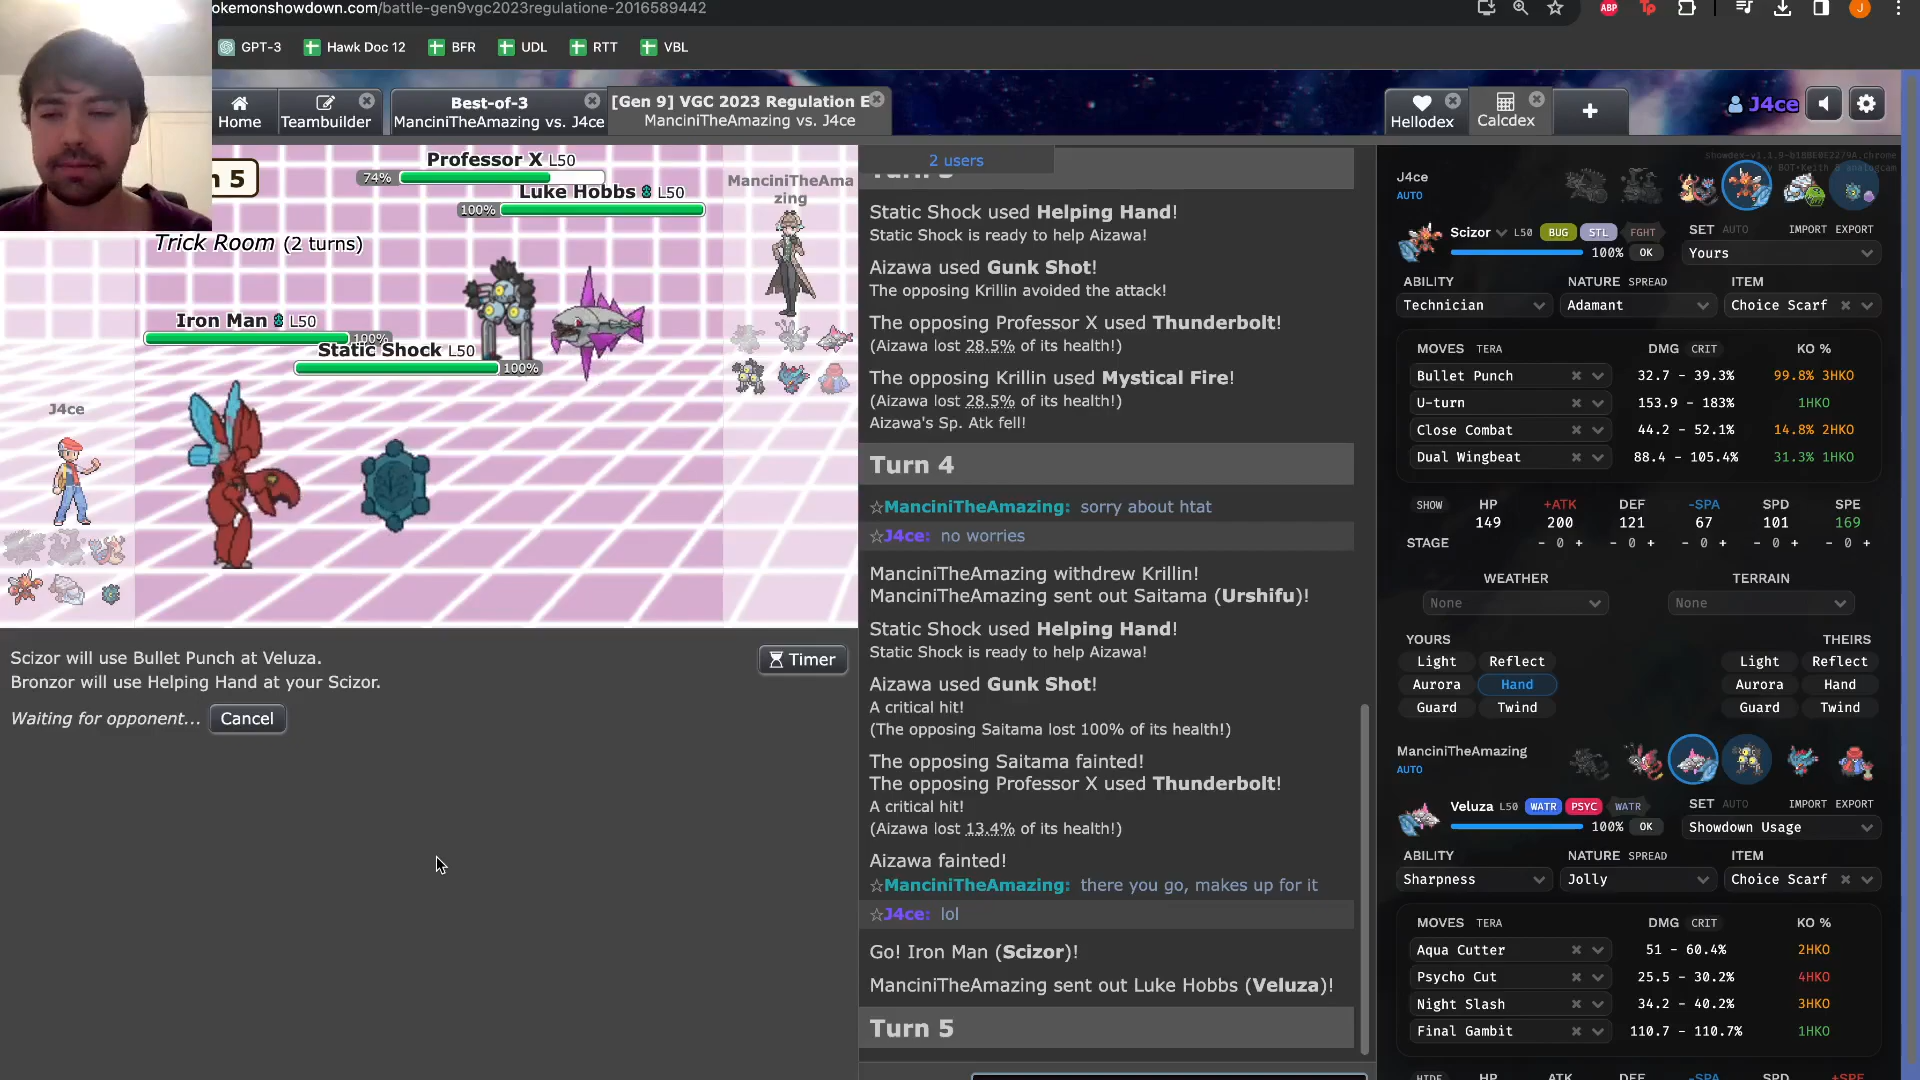 okemonshowdown.com/battle-gen9vgc2023regulatione-2016589442
ABP
Tp
J
GPT-3
Hawk Doc 12
BFR
UDL
RTT
VBL
Home
Teambuilder
Best-of-3
ManciniTheAmazing vs. J4ce
[Gen 9] VGC 2023 Regulation E
ManciniTheAmazing vs. J4ce
Hellodex
Calcdex
J4ce
n 5
Professor X L50
74%
Luke Hobbs L50
100%
Trick Room (2 turns)
Iron Man L50
100%
Static Shock L50
100%
ManciniTheAma
zing
J4ce
Scizor will use Bullet Punch at Veluza.
Bronzor will use Helping Hand at your Scizor.
Waiting for opponent...
Cancel
Timer
2 users
Static Shock used Helping Hand!
Static Shock is ready to help Aizawa!
Aizawa used Gunk Shot!
The opposing Krillin avoided the attack!
The opposing Professor X used Thunderbolt!
(Aizawa lost 28.5% of its health!)
The opposing Krillin used Mystical Fire!
(Aizawa lost 28.5% of its health!)
Aizawa's Sp. Atk fell!
Turn 4
☆ManciniTheAmazing: sorry about htat
☆J4ce: no worries
ManciniTheAmazing withdrew Krillin!
ManciniTheAmazing sent out Saitama (Urshifu)!
Static Shock used Helping Hand!
Static Shock is ready to help Aizawa!
Aizawa used Gunk Shot!
A critical hit!
(The opposing Saitama lost 100% of its health!)
The opposing Saitama fainted!
The opposing Professor X used Thunderbolt!
A critical hit!
(Aizawa lost 13.4% of its health!)
Aizawa fainted!
☆ManciniTheAmazing: there you go, makes up for it
☆J4ce: lol
Go! Iron Man (Scizor)!
ManciniTheAmazing sent out Luke Hobbs (Veluza)!
Turn 5
J4ce
AUTO
Scizor L50 BUG STL FGHT
100% OK
SET AUTO IMPORT EXPORT
Yours
ABILITY NATURE SPREAD ITEM
Technician Adamant Choice Scarf
MOVES TERA DMG CRIT KO %
Bullet Punch 32.7 - 39.3% 99.8% 3HKO
U-turn 153.9 - 183% 1HKO
Close Combat 44.2 - 52.1% 14.8% 2HKO
Dual Wingbeat 88.4 - 105.4% 31.3% 1HKO
SHOW HP +ATK DEF -SPA SPD SPE
149 200 121 67 101 169
STAGE - 0 + - 0 + - 0 + - 0 + - 0 +
WEATHER TERRAIN
None None
YOURS THEIRS
Light Reflect Light Reflect
Aurora Hand Aurora Hand
Guard Twind Guard Twind
ManciniTheAmazing
AUTO
Veluza L50 WATR PSYC WATR
100% OK
SET AUTO IMPORT EXPORT
Showdown Usage
ABILITY NATURE SPREAD ITEM
Sharpness Jolly Choice Scarf
MOVES TERA DMG CRIT KO %
Aqua Cutter 51 - 60.4% 2HKO
Psycho Cut 25.5 - 30.2% 4HKO
Night Slash 34.2 - 40.2% 3HKO
Final Gambit 110.7 - 110.7% 1HKO
HIDE HP ATK DEF -SPA SPD +SPE